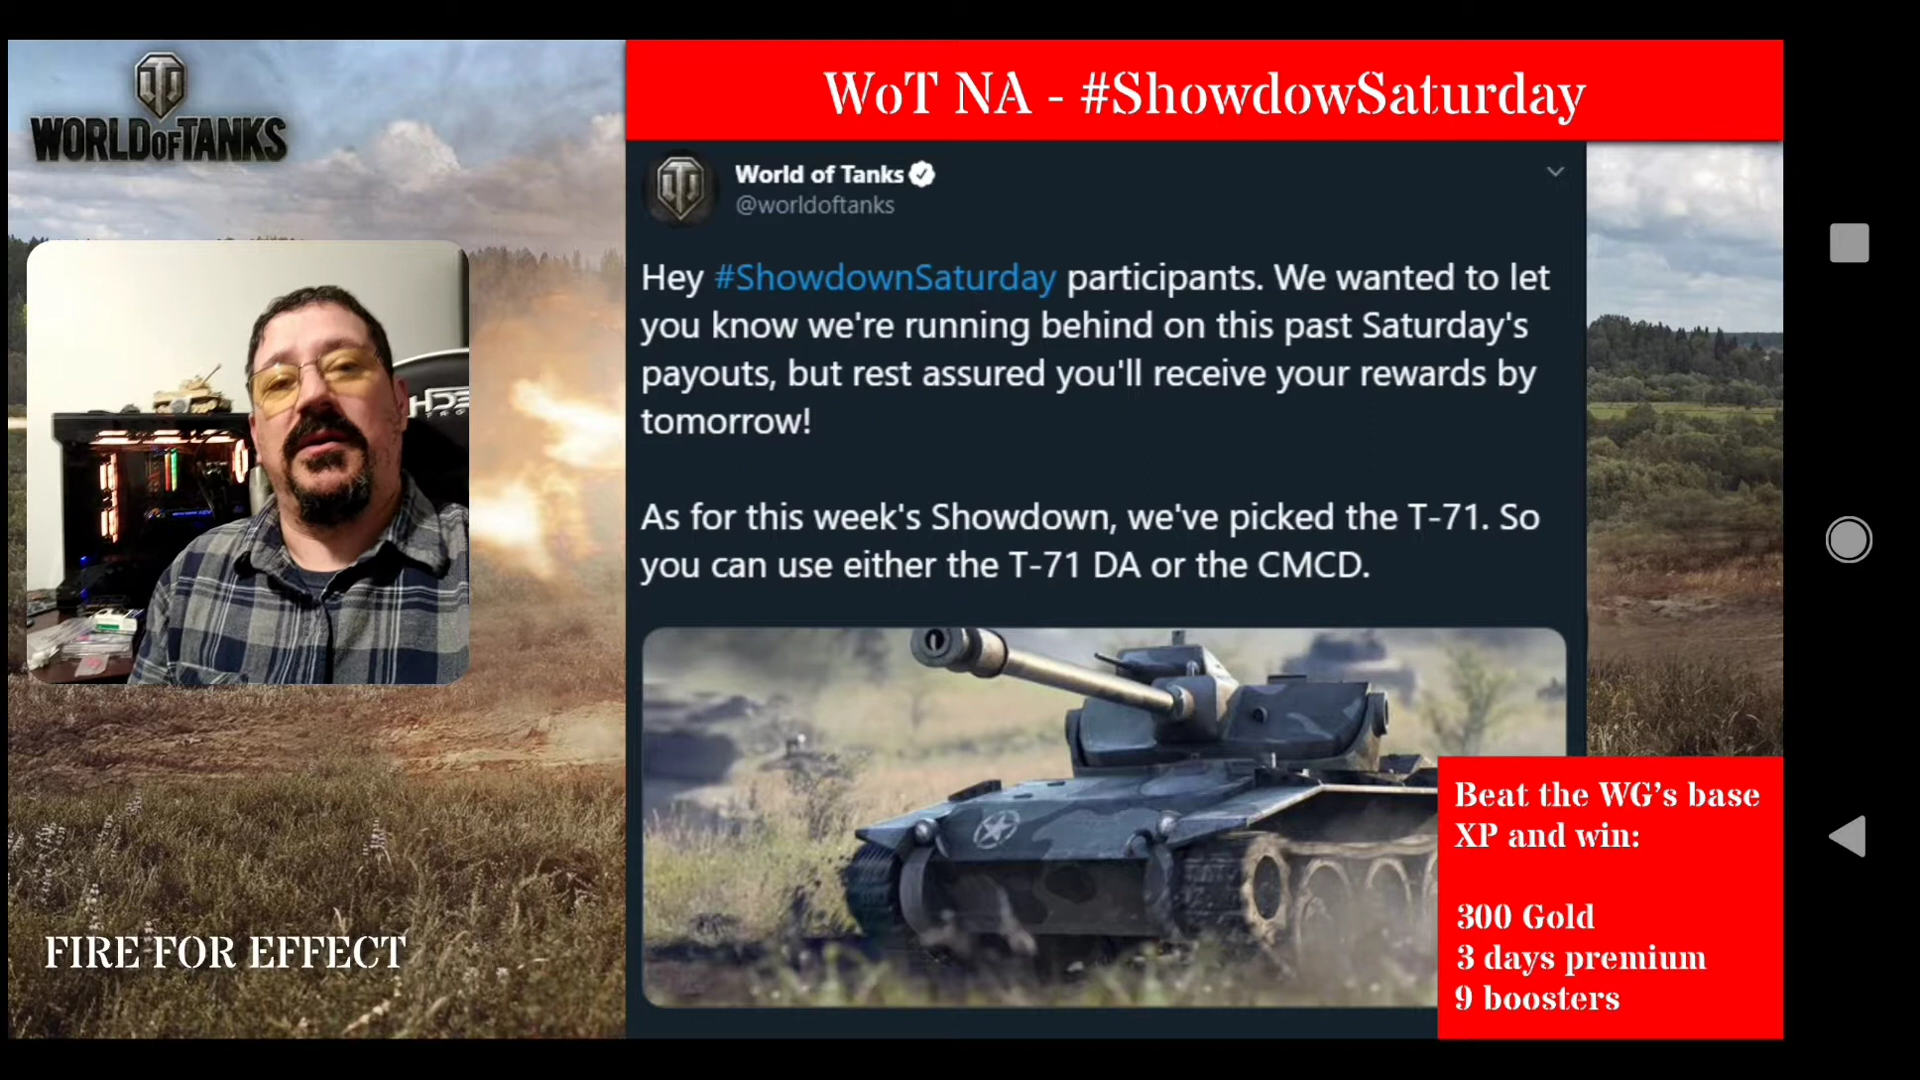 WORLD OF TANKS
WoT NA - #ShowdowSaturday
World of Tanks
@worldoftanks
Hey #ShowdownSaturday participants. We wanted to let
you know we're running behind on this past Saturday's
payouts, but rest assured you'll receive your rewards by
tomorrow!
As for this week's Showdown, we've picked the T-71. So
you can use either the T-71 DA or the CMCD.
Beat the WG's base
XP and win:
300 Gold
3 days premium
9 boosters
FIRE FOR EFFECT